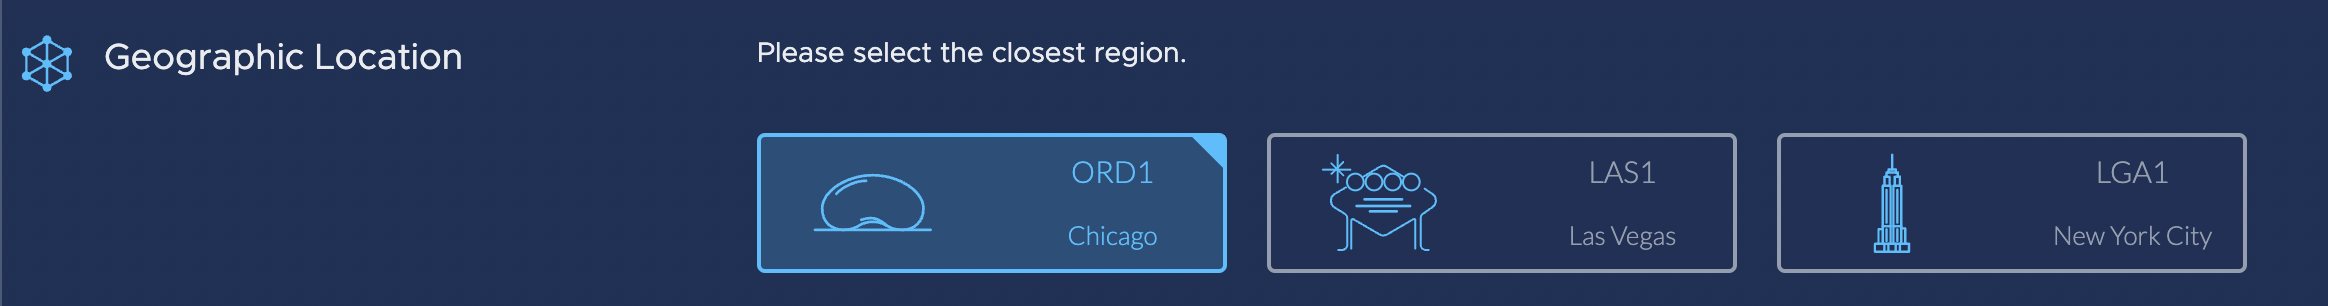 Geographic Location
Please select the closest region.
ORD1
Chicago
LAS1
Las Vegas
LGA1
New York City